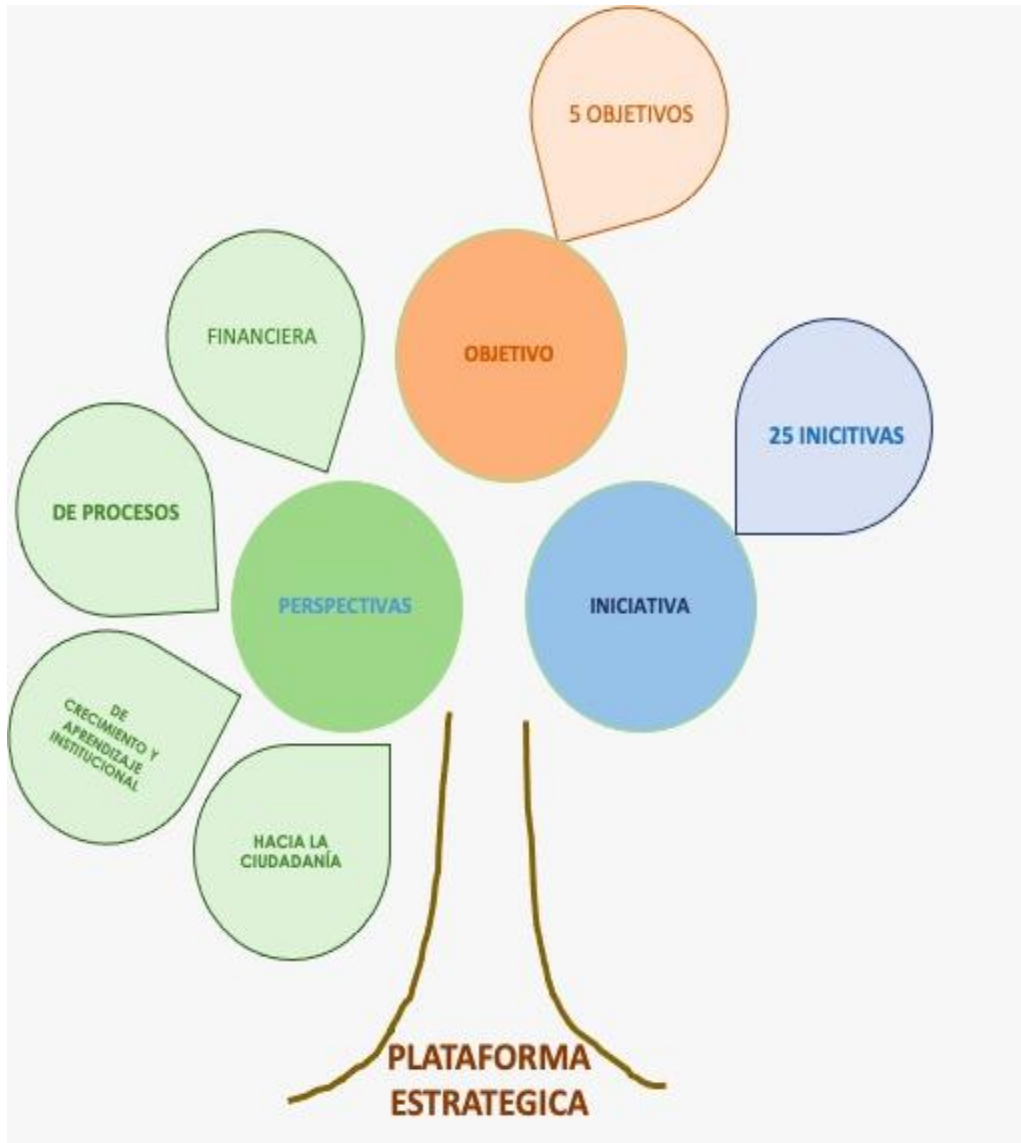 5 OBJETIVOS
FINANCIERA
OBJETIVO
25 INICITIVAS
DE PROCESOS
PERSPECTIVAS
INICIATIVA
DE
CRECIMIENTO Y
APRENDIZAJE
INSTITUCIONAL
HACIA LA
CIUDADANÍA
PLATAFORMA
ESTRATEGICA